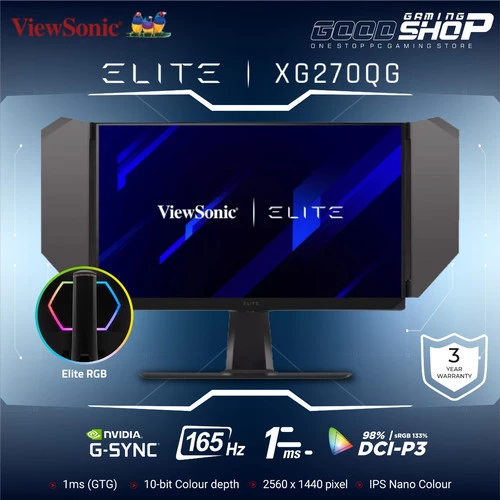 ViewSonic
GAMING
GOOD SHOP
ONE STOP PC GAMING STORE
ELITE | XG270QG
ViewSonic | ELITE
ELITE
Elite RGB
3
YEAR
WARRANTY
NVIDIA
G-SYNC
165Hz
1ms
98% / sRGB 133%
DCI-P3
• 1ms (GTG) • 10-bit Colour depth • 2560 x 1440 pixel • IPS Nano Colour